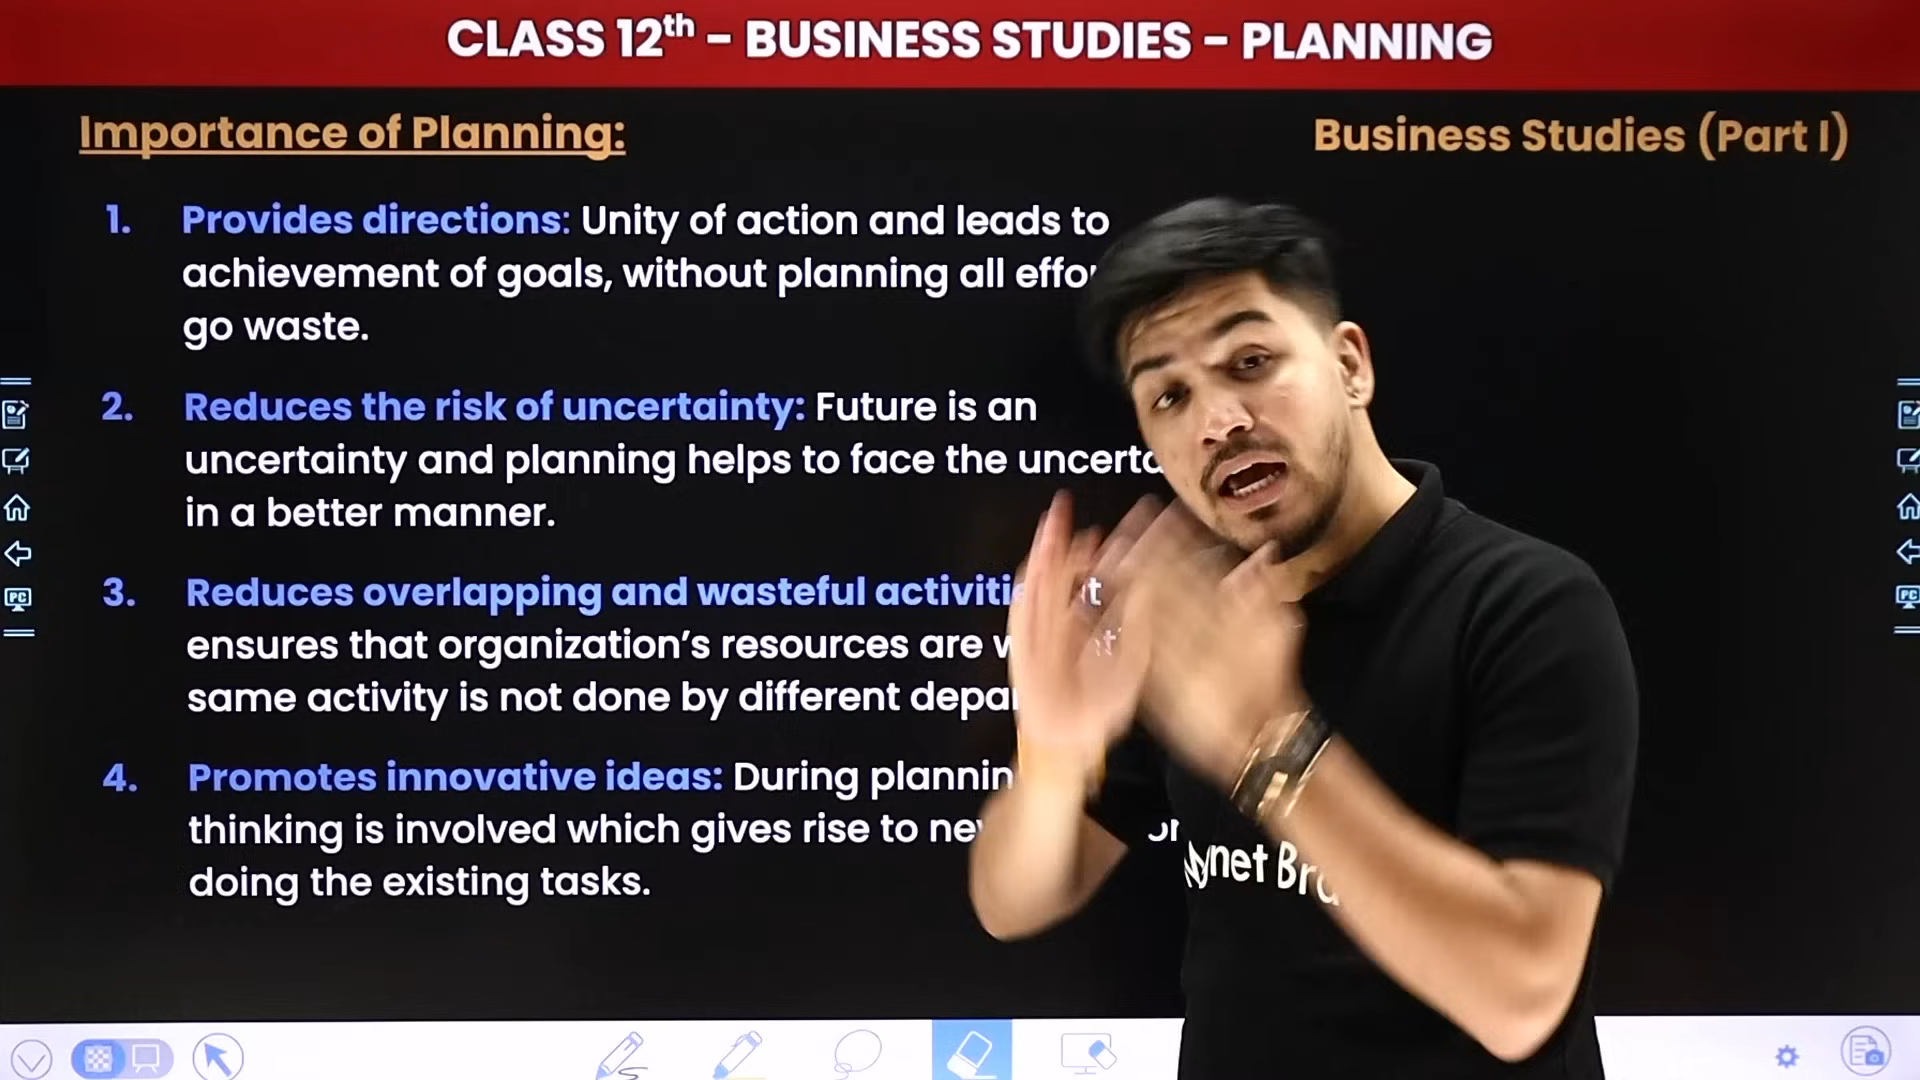 CLASS 12th – BUSINESS STUDIES – PLANNING
Importance of Planning:
Business Studies (Part I)
1. Provides directions: Unity of action and leads to
achievement of goals, without planning all
go waste.
2. Reduces the risk of uncertainty: Future is an
uncertainty and planning helps to face the
in a better manner.
3. Reduces overlapping and wasteful
ensures that organization's resources are
same activity is not done by different
4. Promotes innovative ideas: During
thinking is involved which gives rise to
doing the existing tasks.
PC
PC